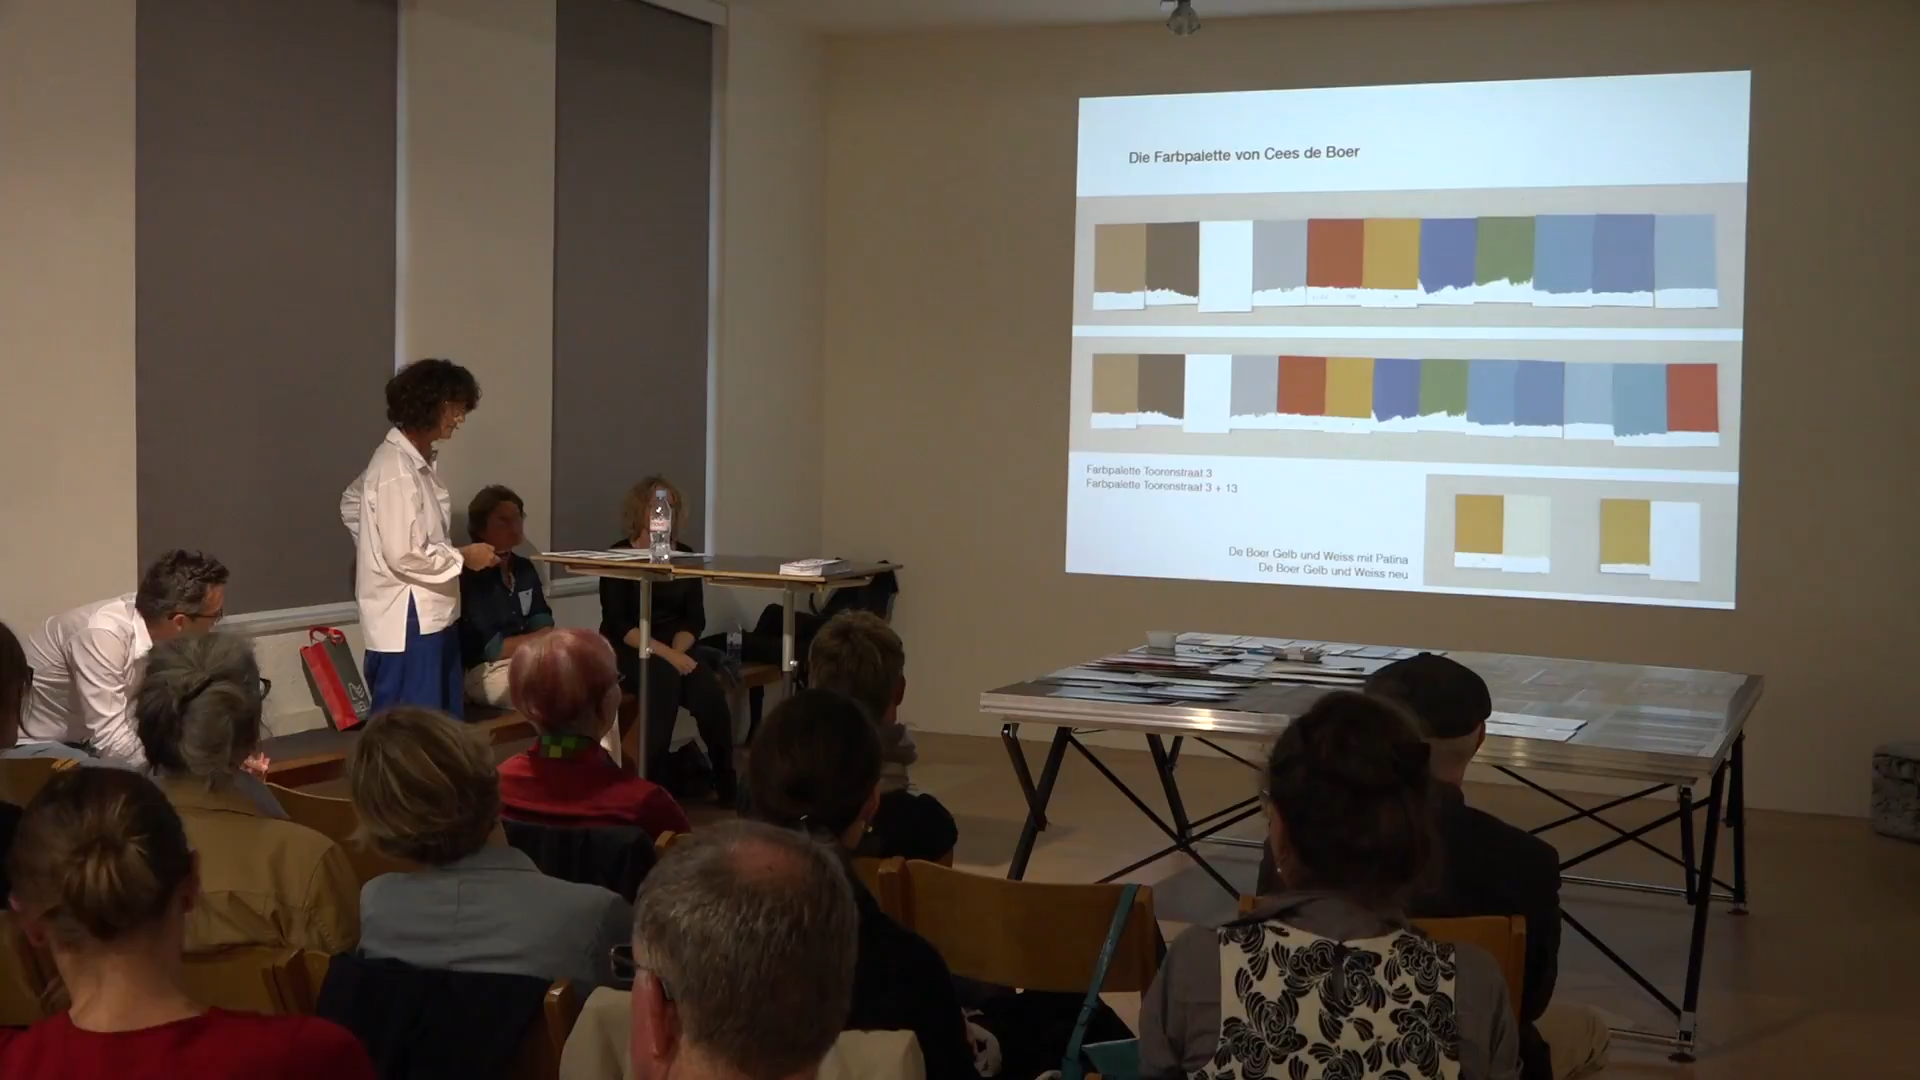 Die Farbpalette von Cees de Boer
Farbpalette Toorenstraat 3
Farbpalette Toorenstraat 3 + 13
De Boer Gelb und Weiss mit Patina
De Boer Gelb und Weiss neu